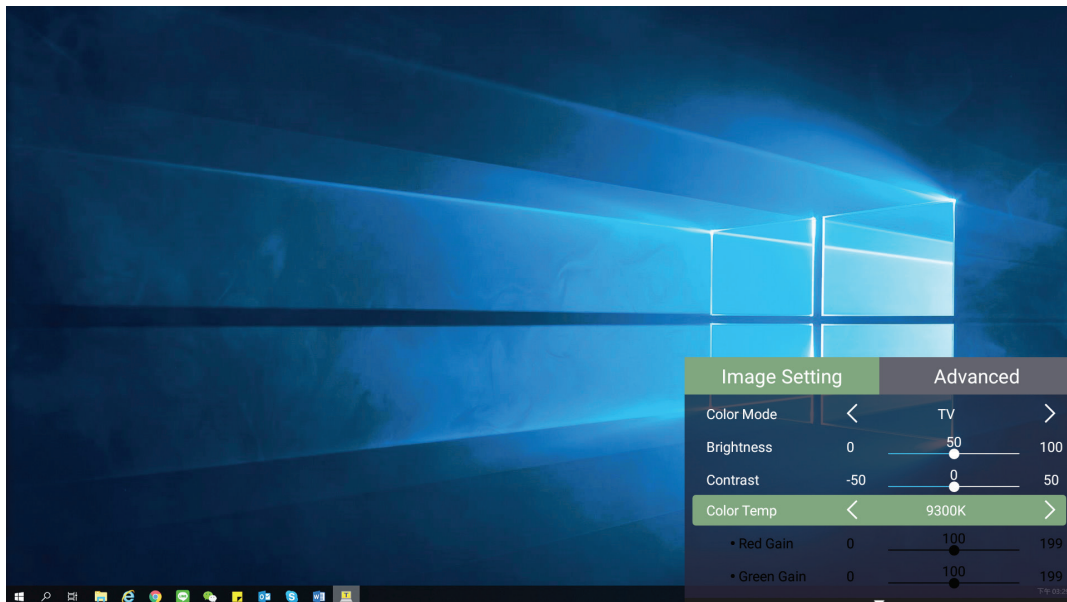 Image Setting Advanced
Color Mode TV
Brightness 0 50 100
Contrast -50 0 50
Color Temp 9300K
• Red Gain 0 100 199
• Green Gain 0 100 199